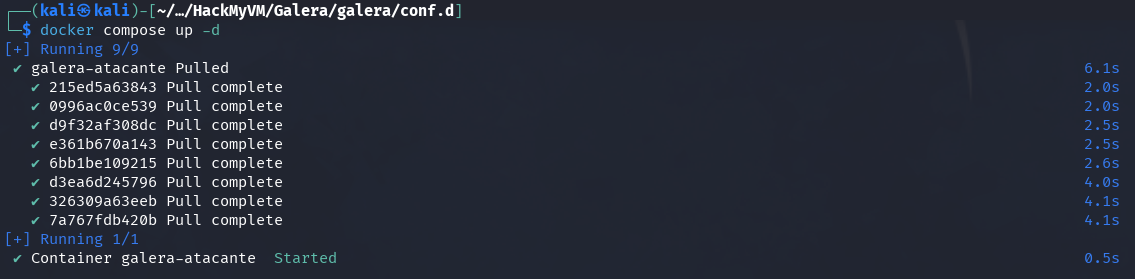 ┌──(kali㉿kali)-[~/…/HackMyVM/Galera/galera/conf.d]
└─$ docker compose up -d
[+] Running 9/9
✔ galera-atacante Pulled 6.1s
✔ 215ed5a63843 Pull complete 2.0s
✔ 0996ac0ce539 Pull complete 2.0s
✔ d9f32af308dc Pull complete 2.5s
✔ e361b670a143 Pull complete 2.5s
✔ 6bb1be109215 Pull complete 2.6s
✔ d3ea6d245796 Pull complete 4.0s
✔ 326309a63eeb Pull complete 4.1s
✔ 7a767fdb420b Pull complete 4.1s
[+] Running 1/1
✔ Container galera-atacante Started 0.5s